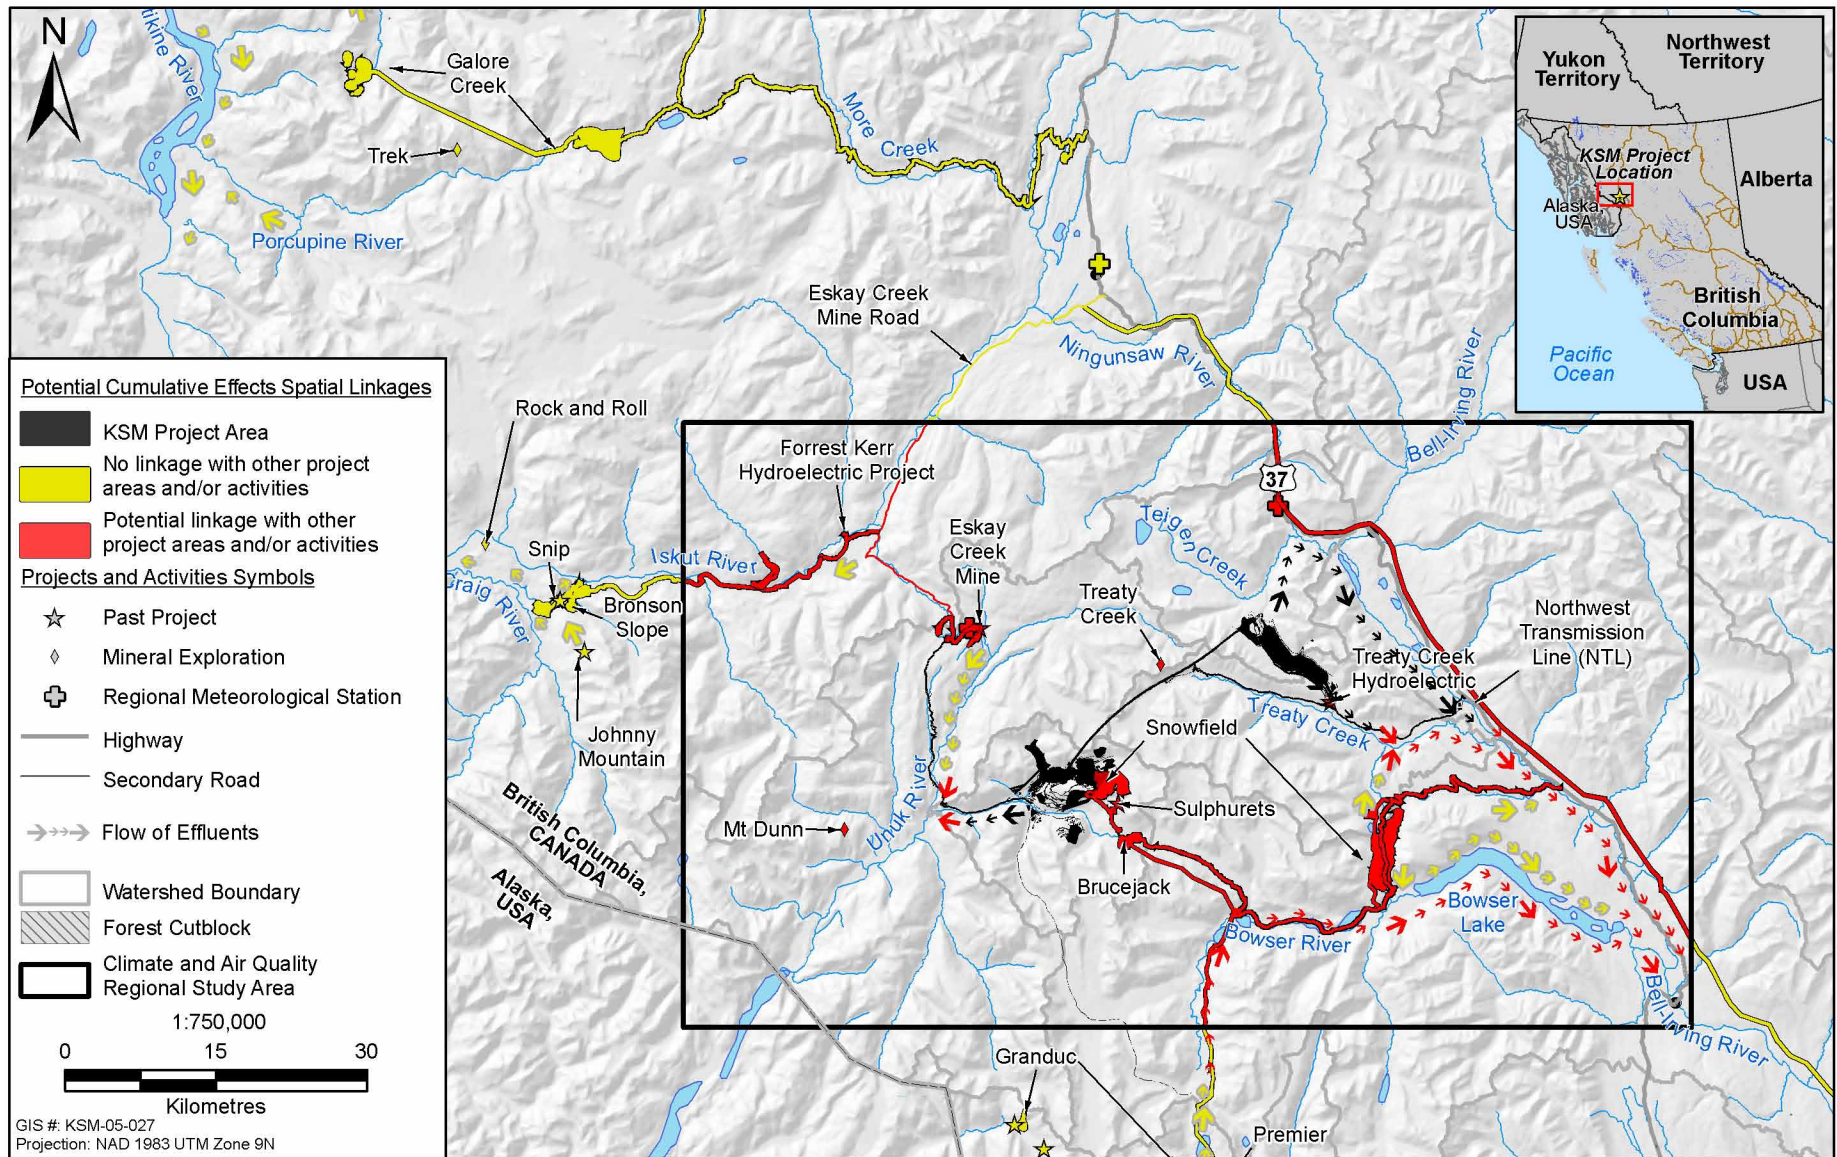 N
Galore
Creek
Trek
More
Creek
Porcupine River
Eskay Creek
Mine Road
Ningunsaw River
Bell-Irving River
Yukon
Territory
Northwest
Territory
KSM Project
Location
Alaska,
USA
Alberta
British
Columbia
Pacific
Ocean
USA
Potential Cumulative Effects Spatial Linkages
KSM Project Area
No linkage with other project
areas and/or activities
Potential linkage with other
project areas and/or activities
Projects and Activities Symbols
Past Project
Mineral Exploration
Regional Meteorological Station
Highway
Secondary Road
Flow of Effluents
Watershed Boundary
Forest Cutblock
Climate and Air Quality
Regional Study Area
1:750,000
0 15 30
Kilometres
GIS #: KSM-05-027
Projection: NAD 1983 UTM Zone 9N
Rock and Roll
Forrest Kerr
Hydroelectric Project
37
Snip
Iskut River
Eskay
Creek
Mine
Teigen Creek
Craig River
Bronson
Slope
Treaty
Creek
Northwest
Transmission
Line (NTL)
Treaty Creek
Hydroelectric
Johnny
Mountain
Treaty Creek
Snowfield
British Columbia,
CANADA
Alaska,
USA
Mt Dunn
Unuk River
Sulphurets
Brucejack
Bowser River
Bowser
Lake
Bell-Irving River
Granduc
Premier